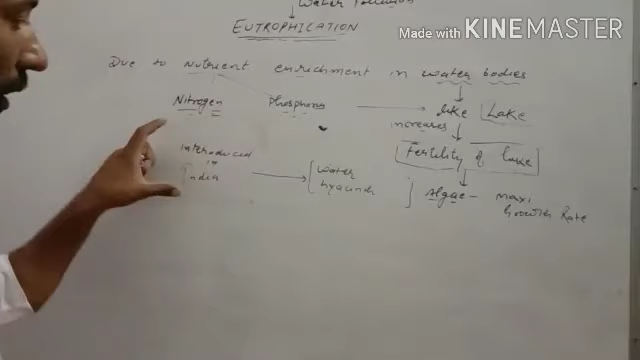 Water Pollution
Made with KINEMASTER
EUTROPHICATION
Due to Nutrient enrichment in water bodies
Nitrogen Phosphorus like Lake
increases
introduced Fertility of lake
in
India water
hyacinth
Algae - maxi
Growth Rate